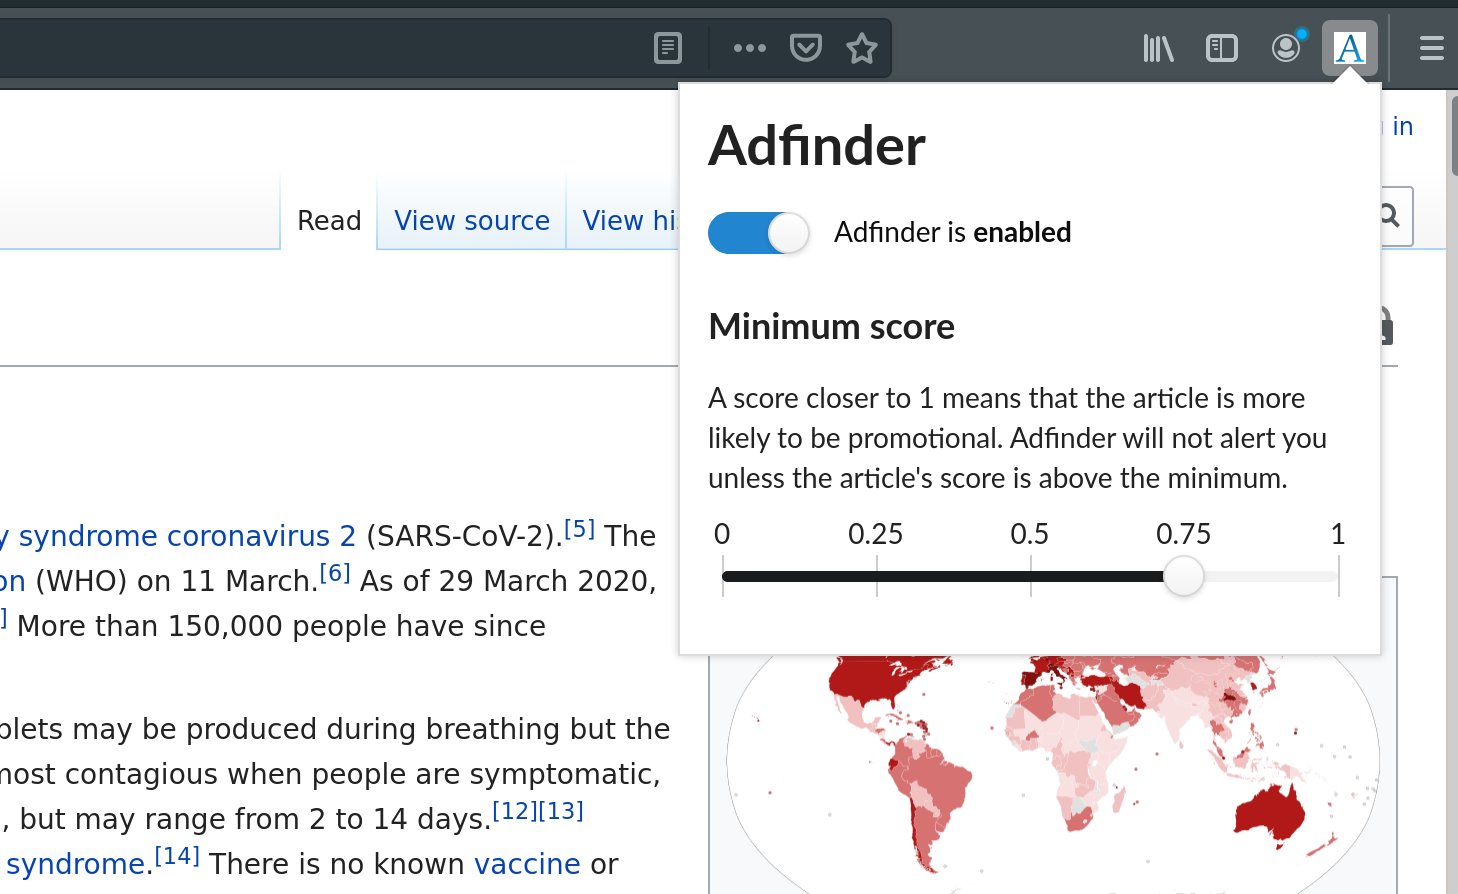 A
in
Adfinder
Read
View source
View hi
Adfinder is enabled
Minimum score
A score closer to 1 means that the article is more
likely to be promotional. Adfinder will not alert you
unless the article's score is above the minimum.
0 0.25 0.5 0.75 1
syndrome coronavirus 2 (SARS-CoV-2).[5] The
on (WHO) on 11 March.[6] As of 29 March 2020,
] More than 150,000 people have since
plets may be produced during breathing but the
most contagious when people are symptomatic,
, but may range from 2 to 14 days.[12][13]
syndrome.[14] There is no known vaccine or